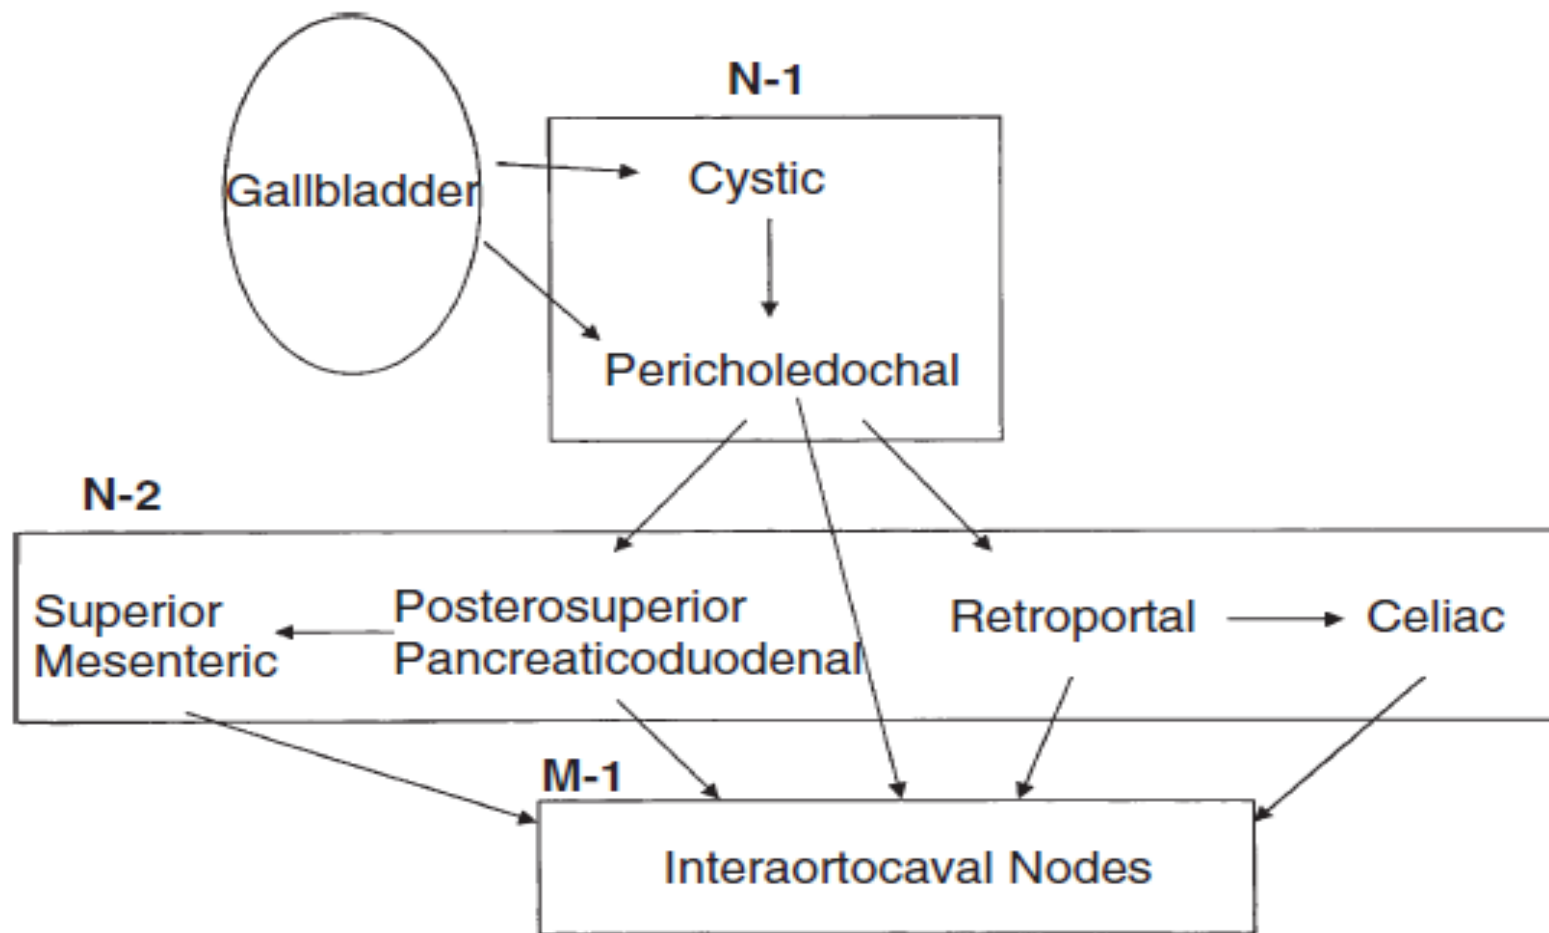 N-1
Gallbladder
Cystic
Pericholedochal
N-2
Superior
Mesenteric
Posterosuperior
Pancreaticoduodenal
Retroportal
Celiac
M-1
Interaortocaval Nodes